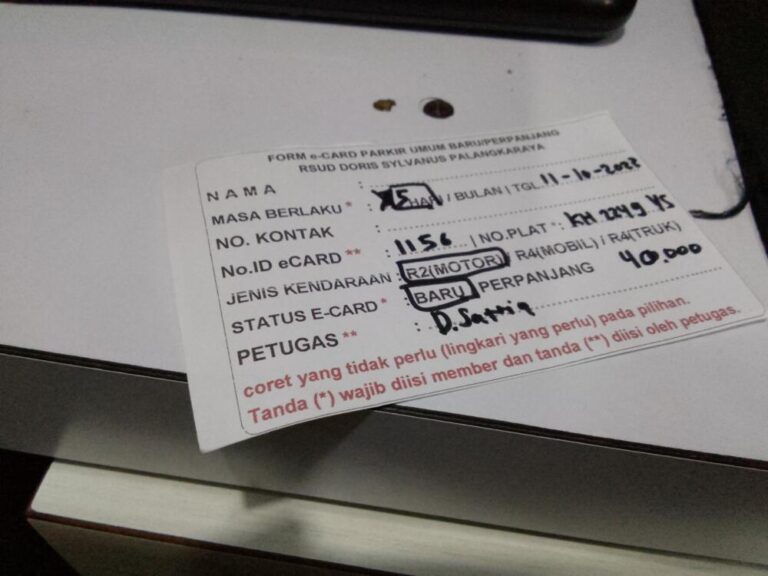 FORM e-CARD PARKIR UMUM BARU/PERPANJANG
RSUD DORIS SYLVANUS PALANGKARAYA
NAMA :
MASA BERLAKU * : 5 HARI / BULAN | TGL. 11-10-2023
NO. KONTAK :
No.ID eCARD ** : 1156 | NO.PLAT * : KH 2249 YS
JENIS KENDARAAN : R2(MOTOR) R4(MOBIL) / R4(TRUK)
STATUS E-CARD * : BARU PERPANJANG 40.000
PETUGAS ** : D.Satria
coret yang tidak perlu (lingkari yang perlu) pada pilihan.
Tanda (*) wajib diisi member dan tanda (**) diisi oleh petugas.